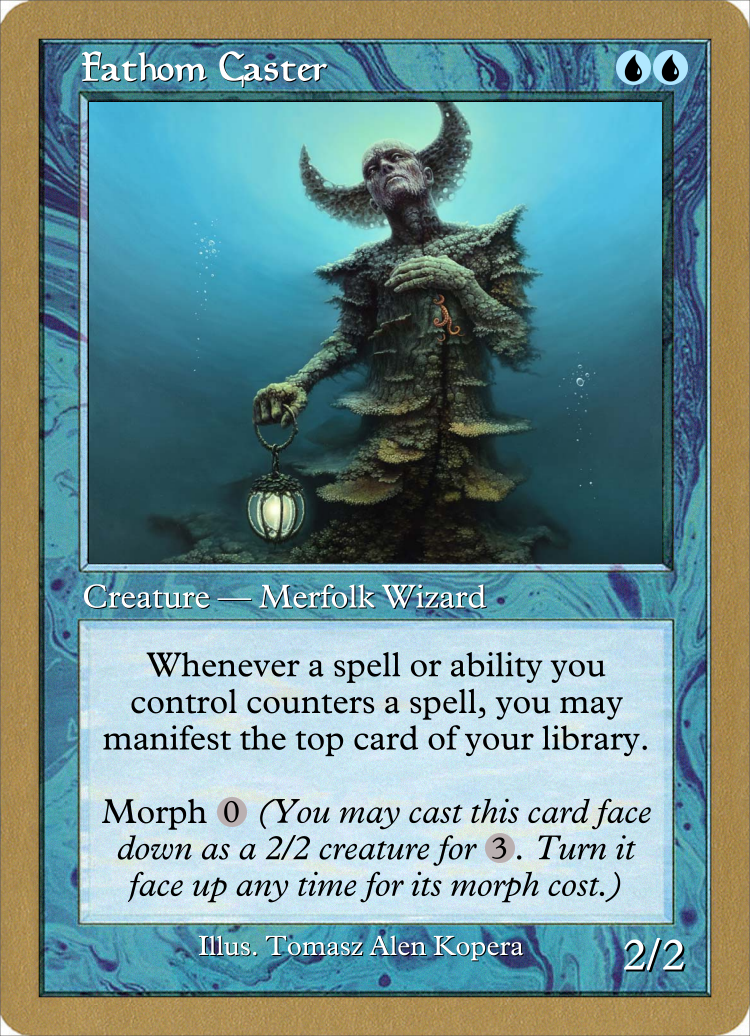 Fathom Caster
Creature — Merfolk Wizard
Whenever a spell or ability you
control counters a spell, you may
manifest the top card of your library.
Morph 0 (You may cast this card face
down as a 2/2 creature for 3. Turn it
face up any time for its morph cost.)
Illus. Tomasz Alen Kopera
2/2